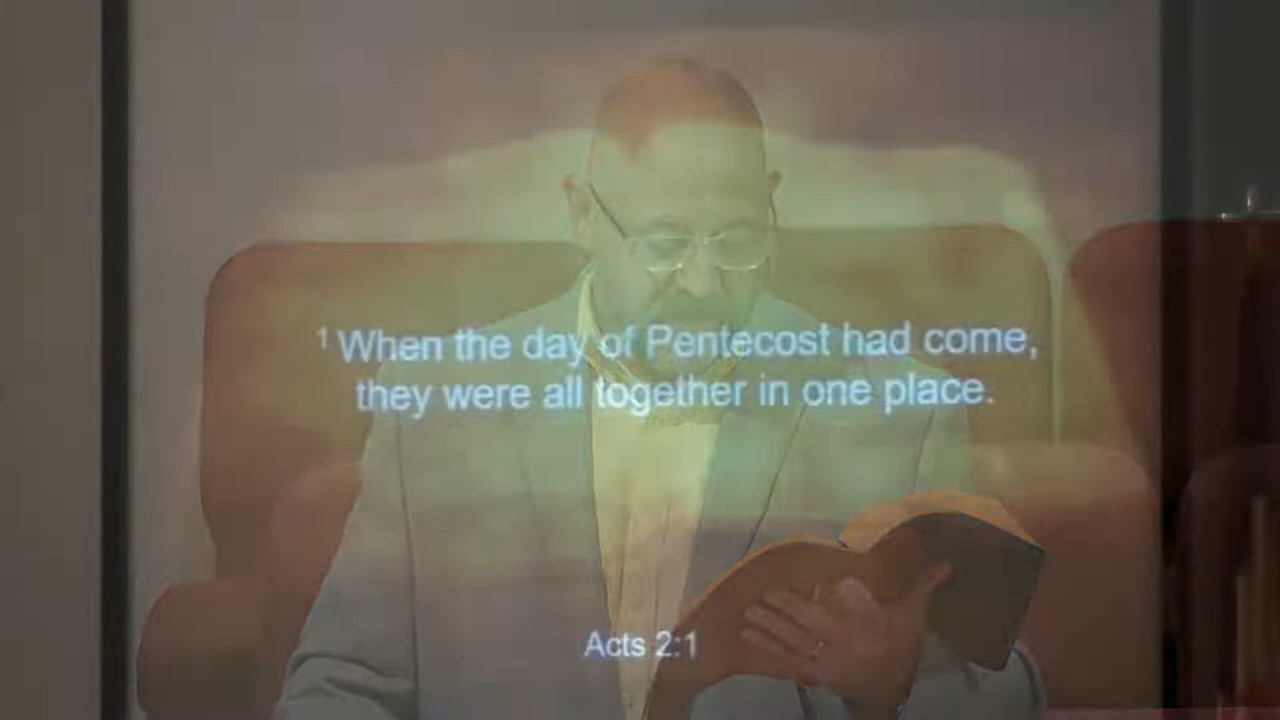 ¹ When the day of Pentecost had come,
they were all together in one place.
Acts 2:1